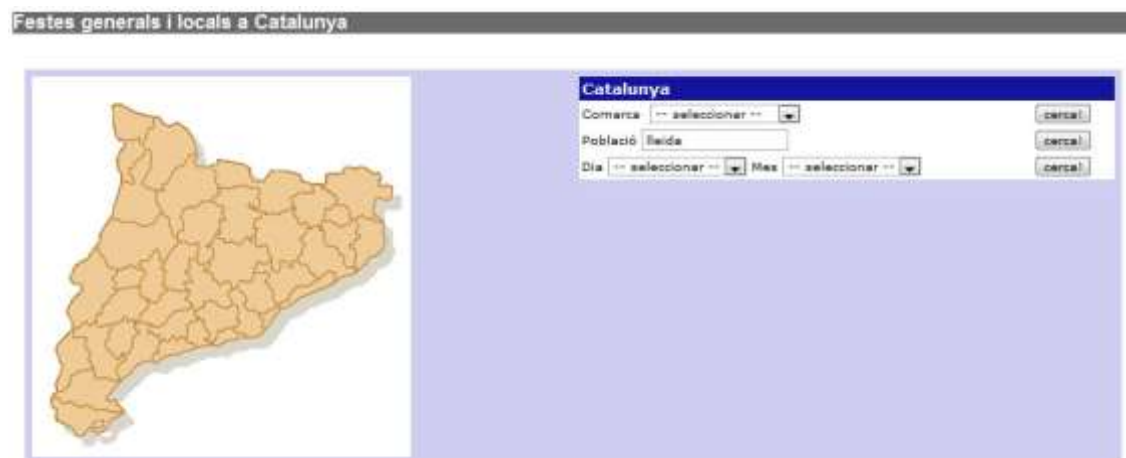 Festes generals i locals a Catalunya
Catalunya
Comarca -- seleccionar -- cerca!
Població lleida cerca!
Dia -- seleccionar -- Mes -- seleccionar -- cerca!